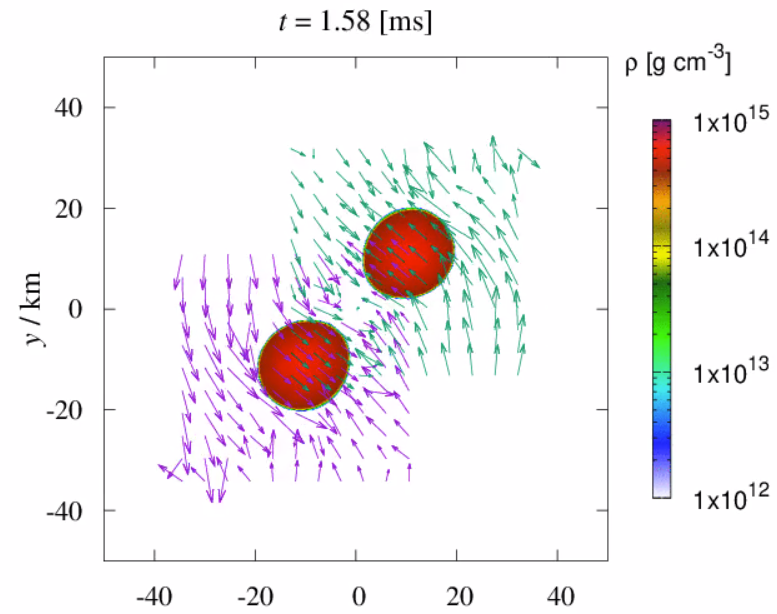 t = 1.58 [ms]
ρ [g cm-3]
1x10^15
1x10^14
1x10^13
1x10^12
y / km
40
20
0
-20
-40
-40 -20 0 20 40